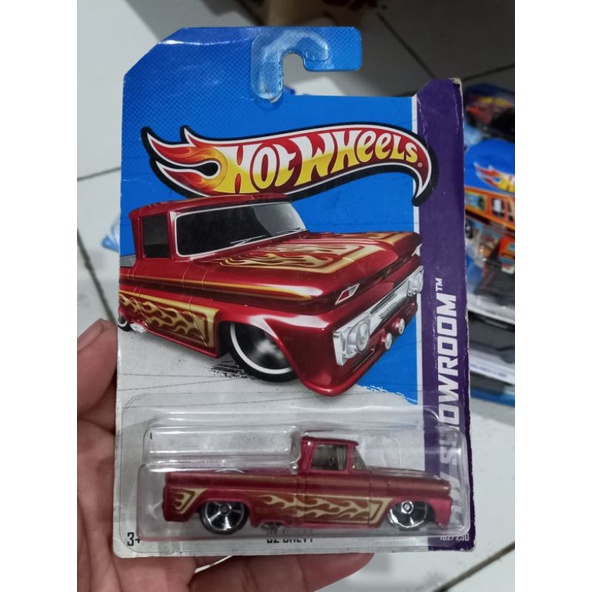 HOT WHEELS
SHOWROOM™
3+
62 CHEVY